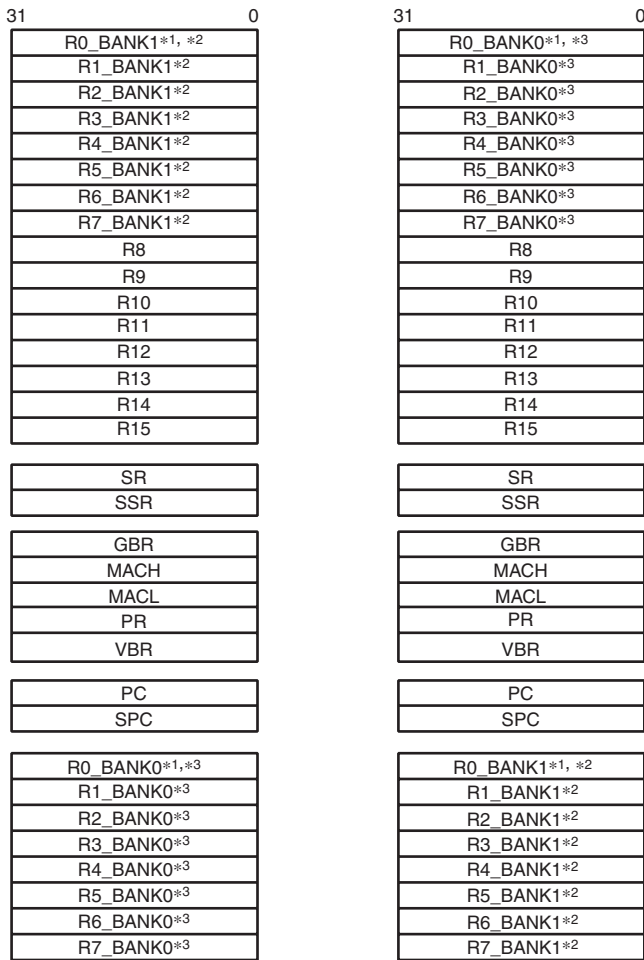 31 0
R0_BANK1*1, *2
R1_BANK1*2
R2_BANK1*2
R3_BANK1*2
R4_BANK1*2
R5_BANK1*2
R6_BANK1*2
R7_BANK1*2
R8
R9
R10
R11
R12
R13
R14
R15
SR
SSR
GBR
MACH
MACL
PR
VBR
PC
SPC
R0_BANK0*1,*3
R1_BANK0*3
R2_BANK0*3
R3_BANK0*3
R4_BANK0*3
R5_BANK0*3
R6_BANK0*3
R7_BANK0*3
31 0
R0_BANK0*1, *3
R1_BANK0*3
R2_BANK0*3
R3_BANK0*3
R4_BANK0*3
R5_BANK0*3
R6_BANK0*3
R7_BANK0*3
R8
R9
R10
R11
R12
R13
R14
R15
SR
SSR
GBR
MACH
MACL
PR
VBR
PC
SPC
R0_BANK1*1, *2
R1_BANK1*2
R2_BANK1*2
R3_BANK1*2
R4_BANK1*2
R5_BANK1*2
R6_BANK1*2
R7_BANK1*2